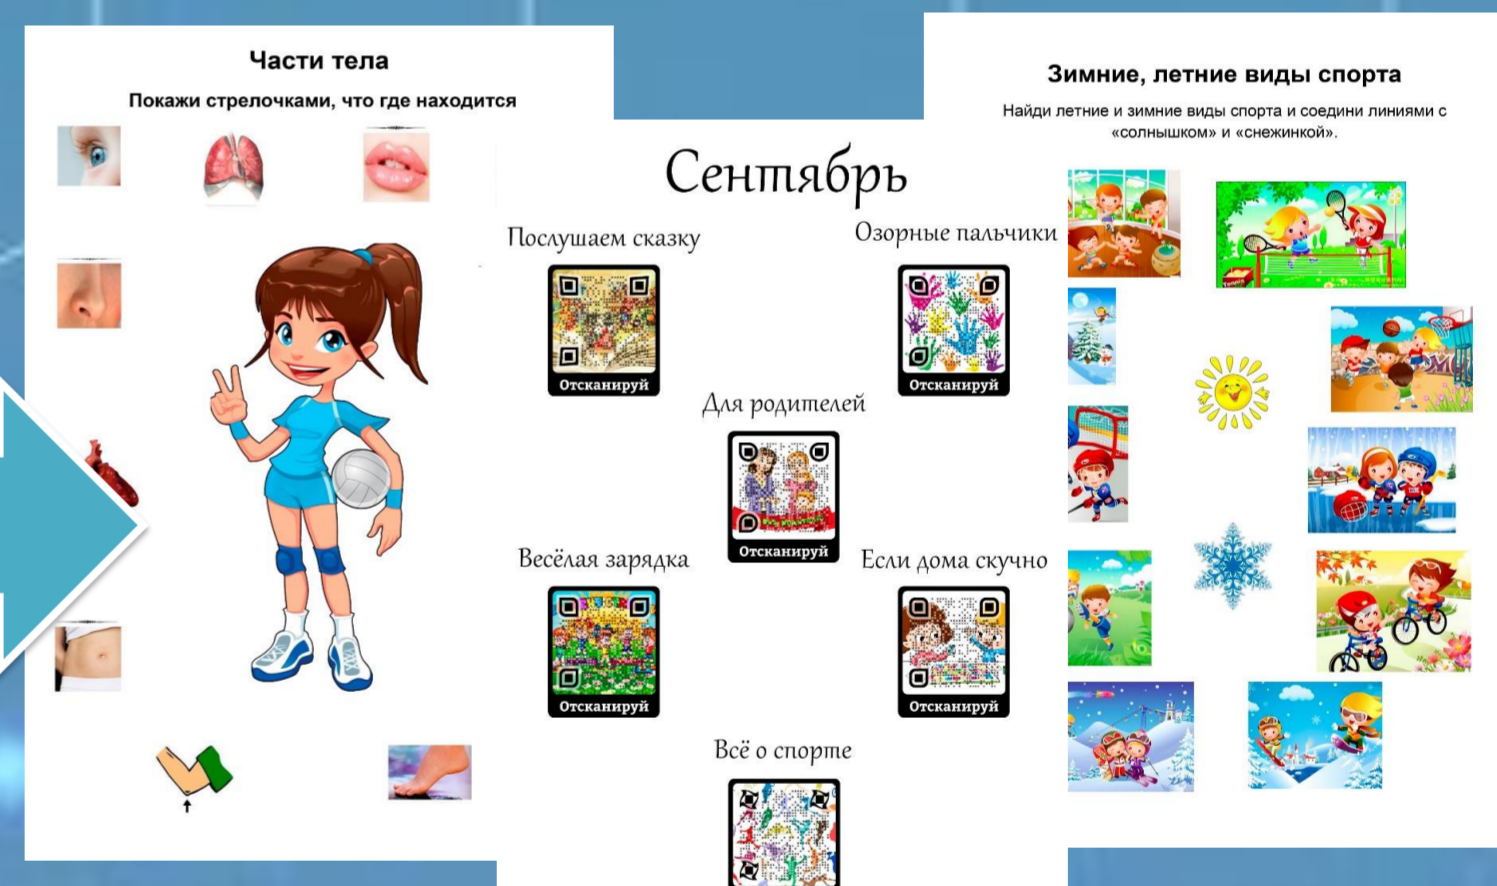 Части тела
Покажи стрелочками, что где находится
Сентябрь
Послушаем сказку
Озорные пальчики
Отсканируй
Отсканируй
Для родителей
Отсканируй
Весёлая зарядка
Если дома скучно
Отсканируй
Отсканируй
Всё о спорте
Зимние, летние виды спорта
Найди летние и зимние виды спорта и соедини линиями с
«солнышком» и «снежинкой».